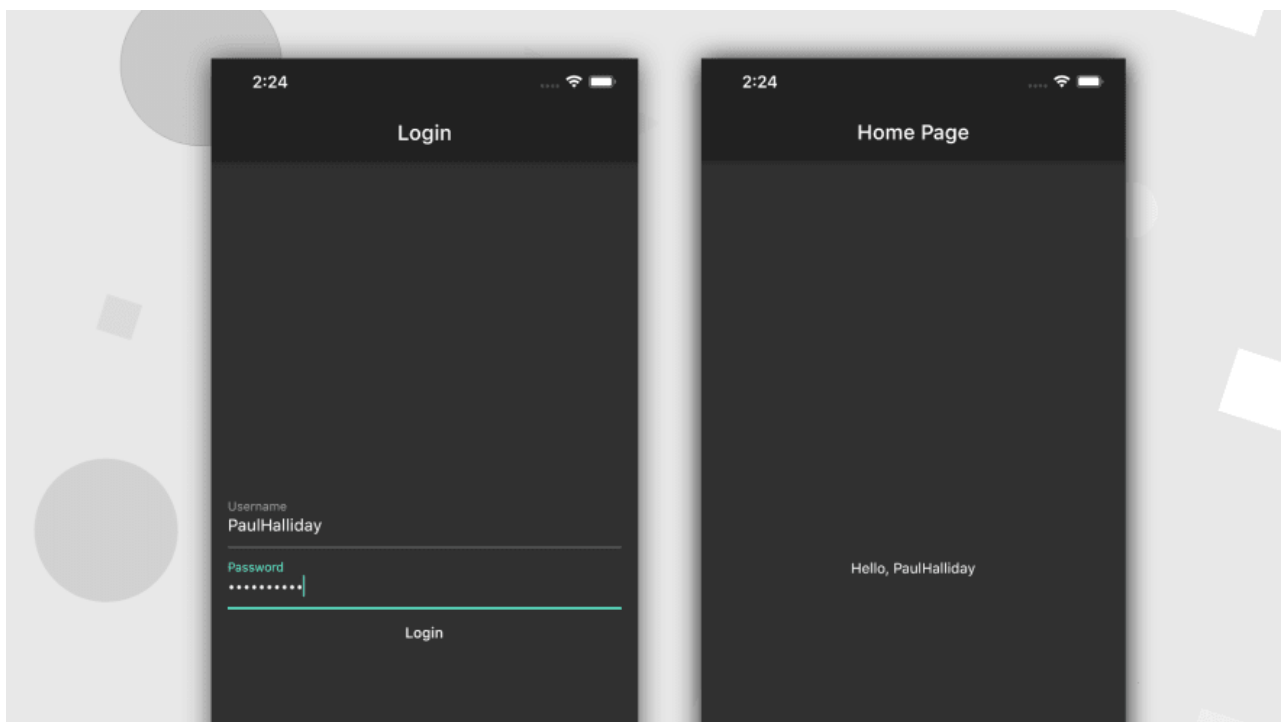 2:24
Login
Username
PaulHalliday
Password
••••••••••
Login
2:24
Home Page
Hello, PaulHalliday